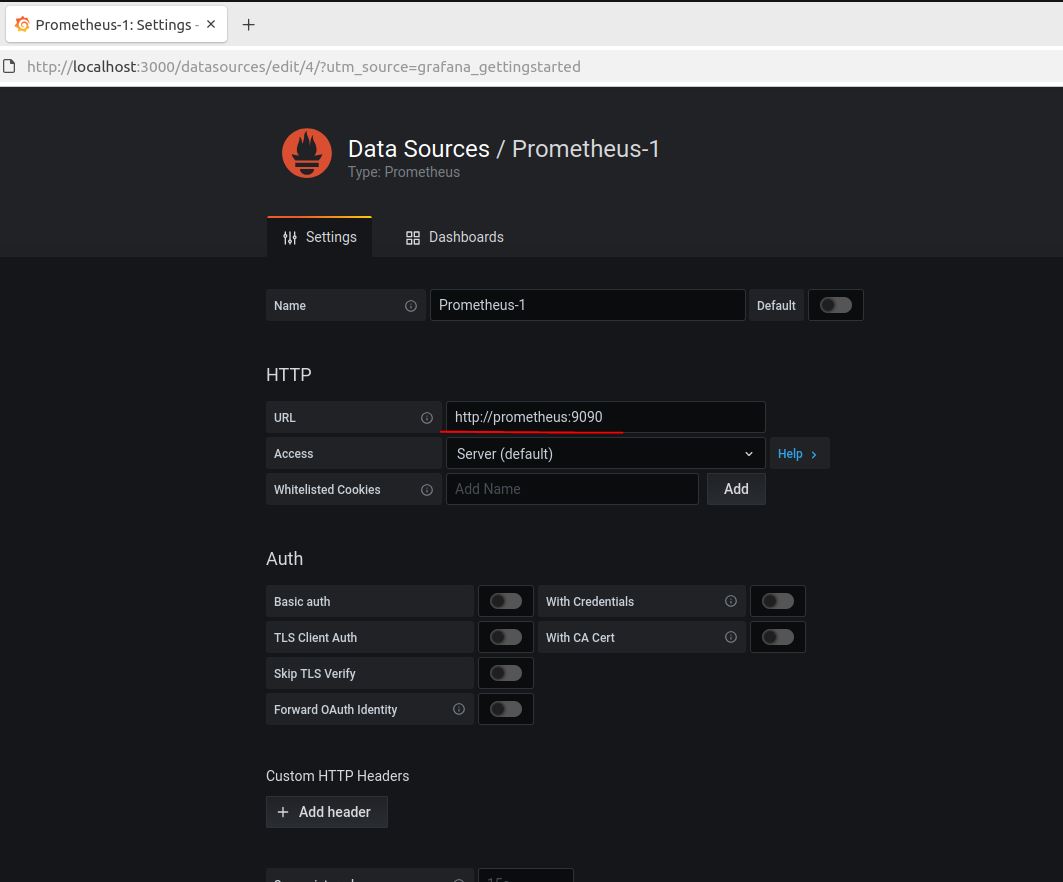 Prometheus-1: Settings -
http://localhost:3000/datasources/edit/4/?utm_source=grafana_gettingstarted
Data Sources / Prometheus-1
Type: Prometheus
Settings Dashboards
Name Prometheus-1 Default
HTTP
URL http://prometheus:9090
Access Server (default) Help
Whitelisted Cookies Add Name Add
Auth
Basic auth With Credentials
TLS Client Auth With CA Cert
Skip TLS Verify
Forward OAuth Identity
Custom HTTP Headers
+ Add header